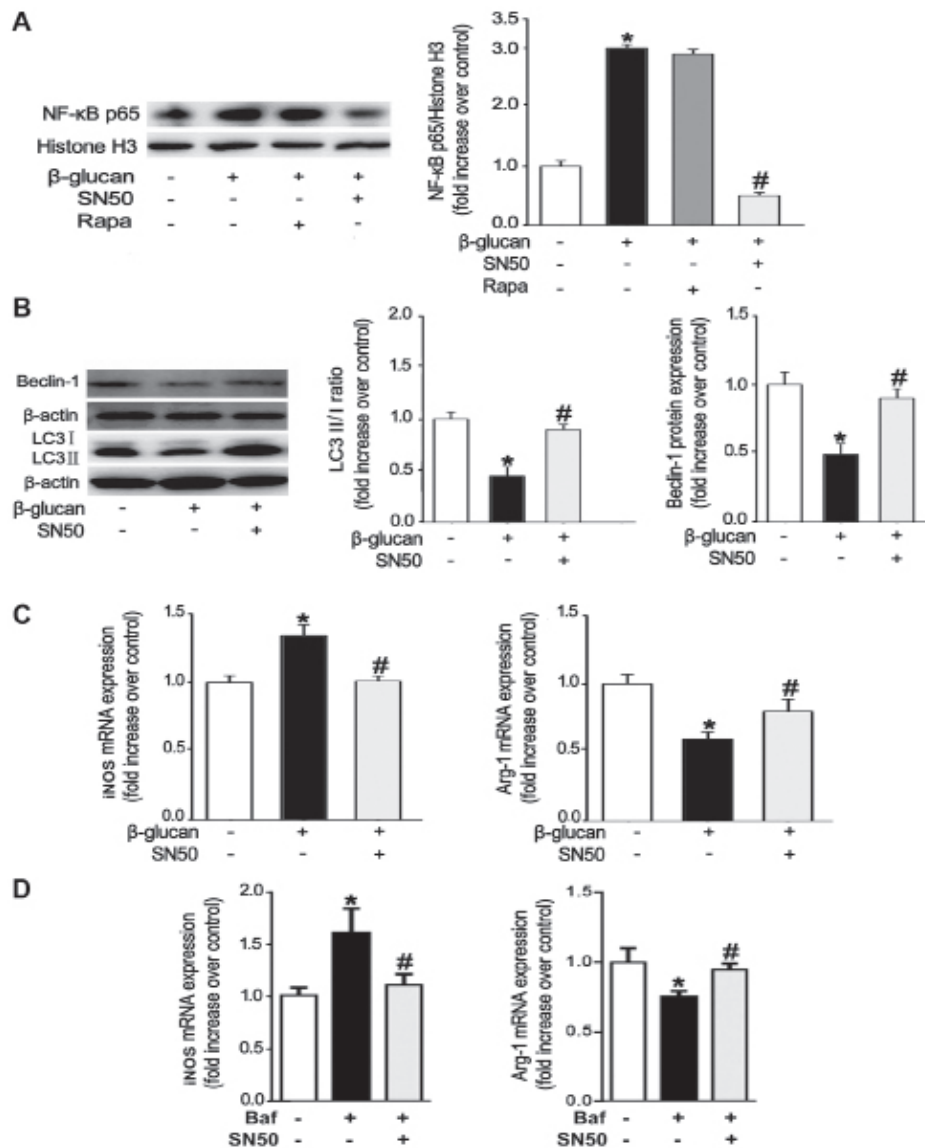 A
NF-κB p65
Histone H3
β-glucan - + + +
SN50 - - - +
Rapa - - + -
NF-κB p65/Histone H3
(fold increase over control)
3.0
2.0
1.0
0.0
*
#
β-glucan - + + +
SN50 - - - +
Rapa - - + -
B
Beclin-1
β-actin
LC3 I
LC3 II
β-actin
β-glucan - + +
SN50 - - +
LC3 II/I ratio
(fold increase over control)
2.0
1.5
1.0
0.5
0.0
*
#
β-glucan - + +
SN50 - - +
Beclin-1 protein expression
(fold increase over control)
1.5
1.0
0.5
0.0
*
#
β-glucan - + +
SN50 - - +
C
iNOS mRNA expression
(fold increase over control)
1.5
1.0
0.5
0.0
*
#
β-glucan - + +
SN50 - - +
Arg-1 mRNA expression
(fold increase over control)
1.5
1.0
0.5
0.0
*
#
β-glucan - + +
SN50 - - +
D
iNOS mRNA expression
(fold increase over control)
2.0
1.5
1.0
0.5
0.0
*
#
Baf - + +
SN50 - - +
Arg-1 mRNA expression
(fold increase over control)
1.5
1.0
0.5
0.0
*
#
Baf - + +
SN50 - - +